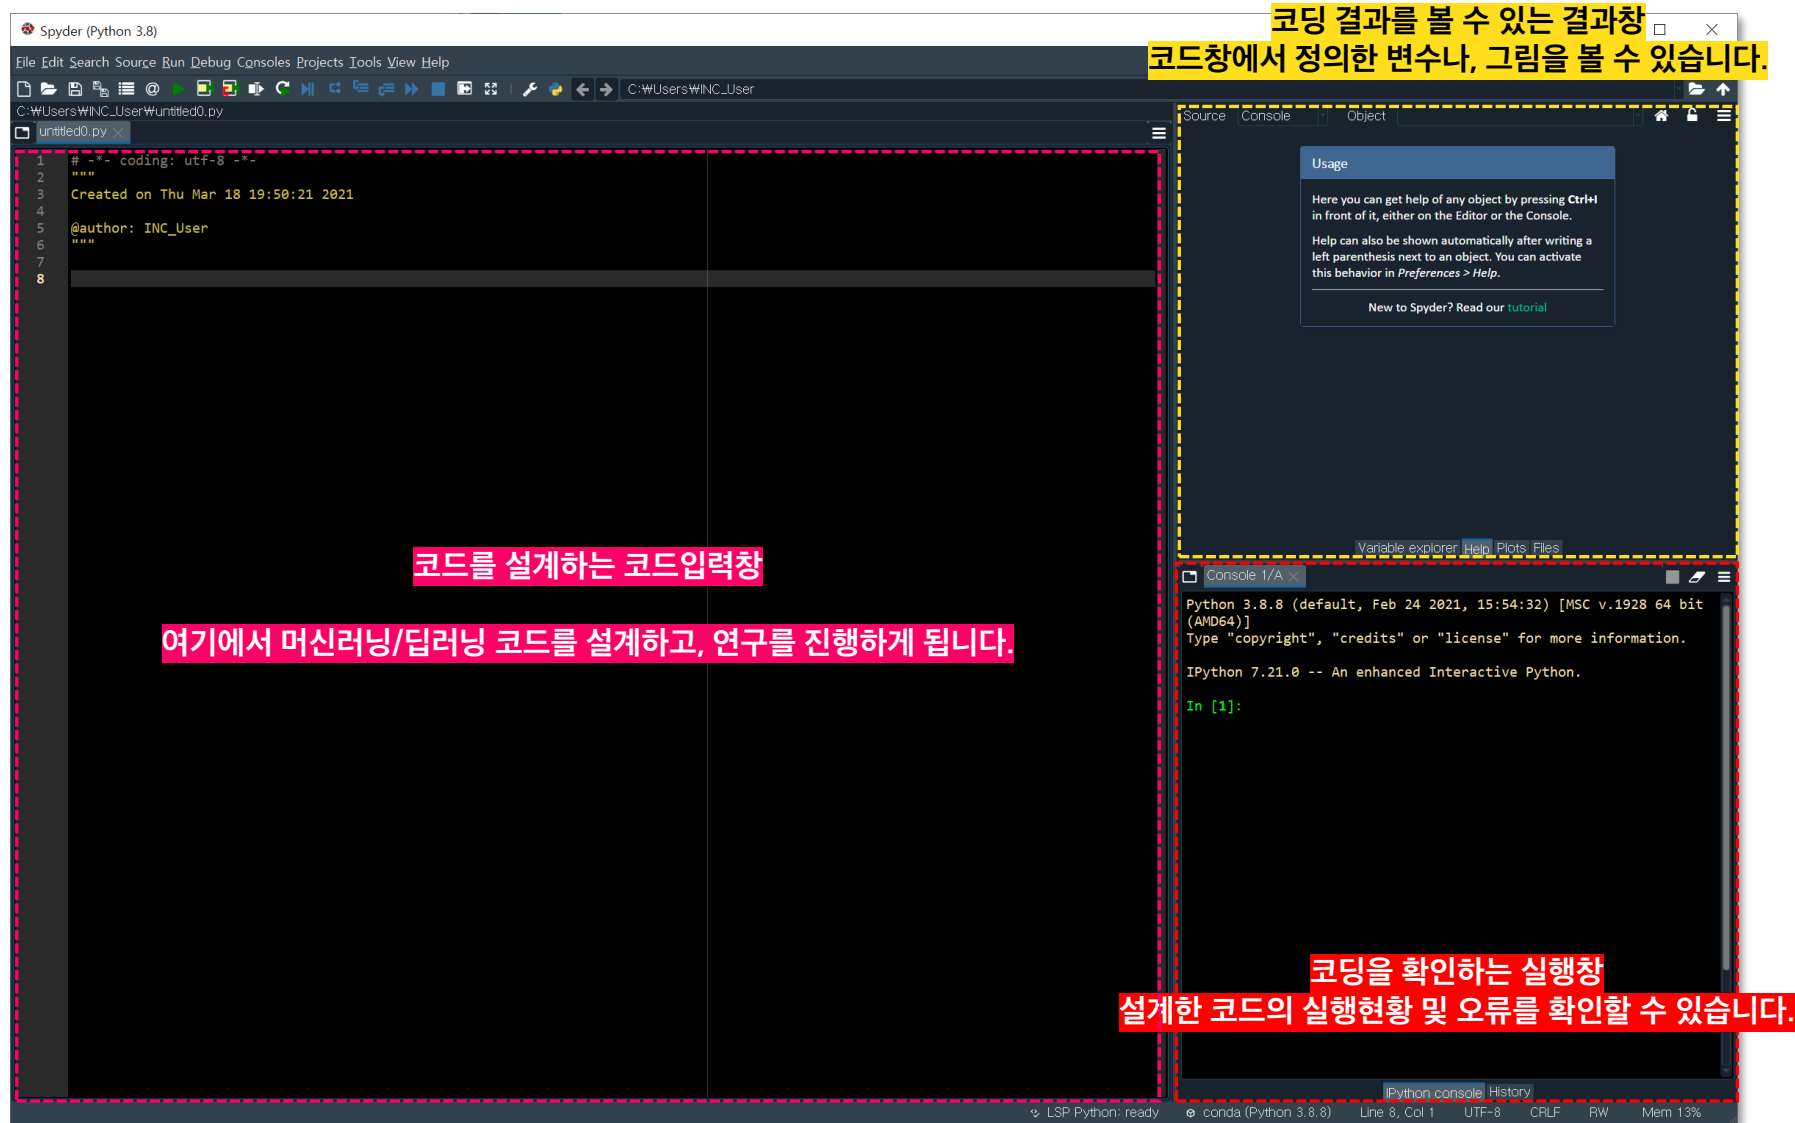 코딩 결과를 볼 수 있는 결과창
코드창에서 정의한 변수나, 그림을 볼 수 있습니다.
Spyder (Python 3.8)
File Edit Search Source Run Debug Consoles Projects Tools View Help
C:₩Users₩INC_User
C:₩Users₩INC_User₩untitled0.py
untitled0.py
1 # -*- coding: utf-8 -*-
2 """
3 Created on Thu Mar 18 19:50:21 2021
4
5 @author: INC_User
6 """
7
8
코드를 설계하는 코드입력창
여기에서 머신러닝/딥러닝 코드를 설계하고, 연구를 진행하게 됩니다.
Source Console Object
Usage
Here you can get help of any object by pressing Ctrl+I
in front of it, either on the Editor or the Console.
Help can also be shown automatically after writing a
left parenthesis next to an object. You can activate
this behavior in Preferences > Help.
New to Spyder? Read our tutorial
Variable explorer Help Plots Files
Console 1/A
Python 3.8.8 (default, Feb 24 2021, 15:54:32) [MSC v.1928 64 bit
(AMD64)]
Type "copyright", "credits" or "license" for more information.
IPython 7.21.0 -- An enhanced Interactive Python.
In [1]:
코딩을 확인하는 실행창
설계한 코드의 실행현황 및 오류를 확인할 수 있습니다.
IPython console History
LSP Python: ready conda (Python 3.8.8) Line 8, Col 1 UTF-8 CRLF RW Mem 13%